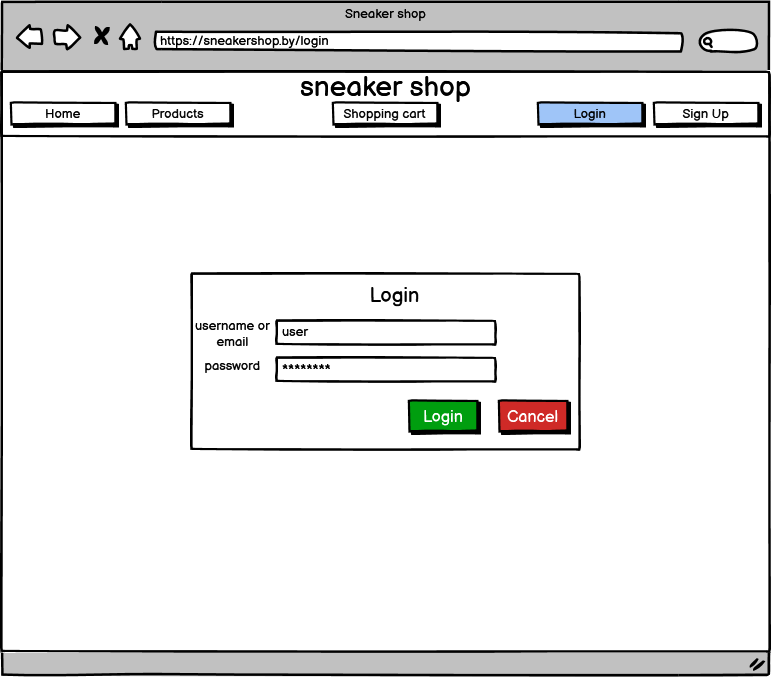 Sneaker shop
https://sneakershop.by/login
sneaker shop
Home
Products
Shopping cart
Login
Sign Up
Login
username or
email
user
password
********
Login
Cancel